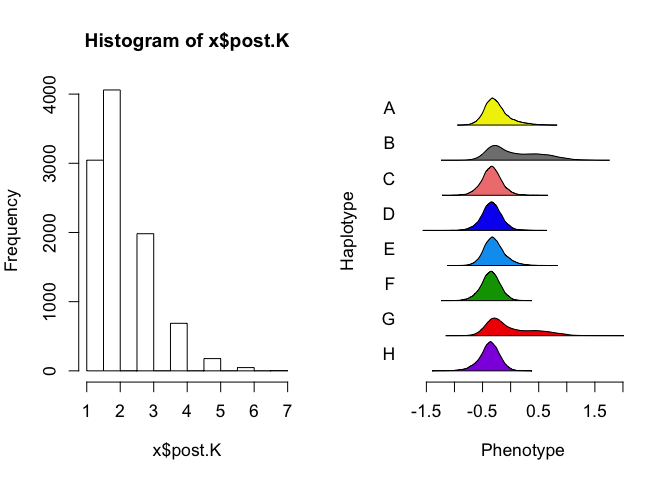 Histogram of x$post.K
Frequency
0
1000
2000
3000
4000
1 2 3 4 5 6 7
x$post.K
Haplotype
A
B
C
D
E
F
G
H
-1.5 -0.5 0.5 1.5
Phenotype